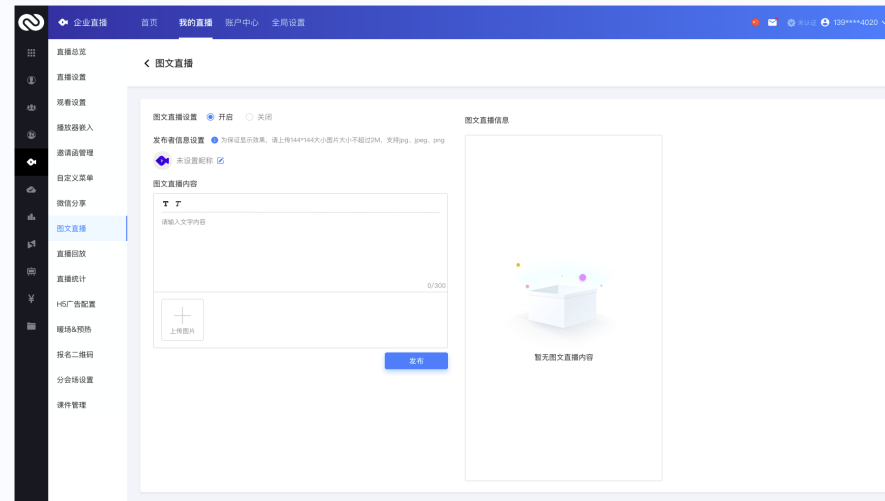 企业直播 首页 我的直播 账户中心 全局设置 未认证 139****4020
直播总览
直播设置
观看设置
播放器嵌入
邀请函管理
自定义菜单
微信分享
图文直播
直播回放
直播统计
H5广告配置
暖场&预热
报名二维码
分会场设置
课件管理
图文直播
图文直播设置 开启 关闭
发布者信息设置 为保证显示效果，请上传144*144大小图片大小不超过2M，支持jpg、jpeg、png
未设置昵称
图文直播内容
T T
请输入文字内容
0/300
上传图片
发布
图文直播信息
暂无图文直播内容